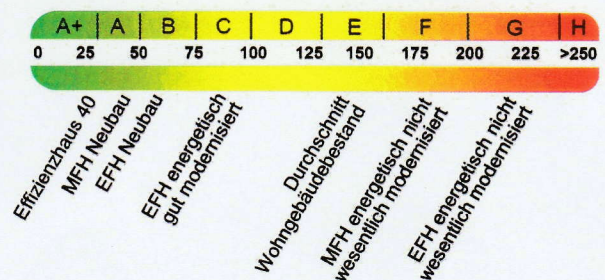 A+ A B C D E F G H
0 25 50 75 100 125 150 175 200 225 >250
Effizienzhaus 40
MFH Neubau
EFH Neubau
EFH energetisch
gut modernisiert
Durchschnitt
Wohngebäudebestand
MFH energetisch nicht
wesentlich modernisiert
EFH energetisch nicht
wesentlich modernisiert